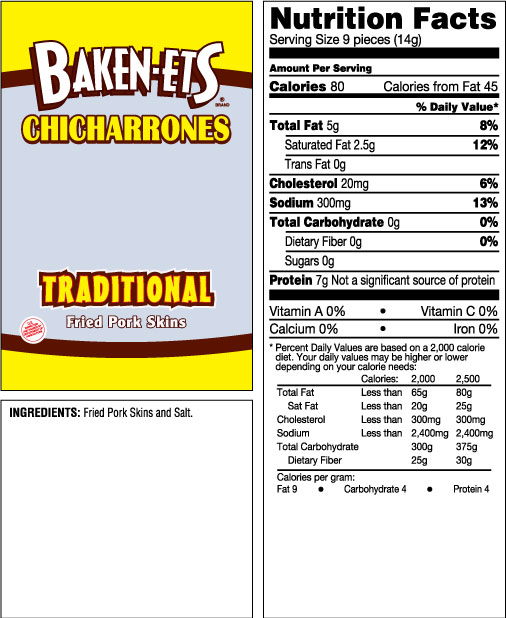 BAKEN-ETS
®
BRAND
CHICHARRONES
TRADITIONAL
Fried Pork Skins
INGREDIENTS: Fried Pork Skins and Salt.
Nutrition Facts
Serving Size 9 pieces (14g)
Amount Per Serving
Calories 80 Calories from Fat 45
% Daily Value*
Total Fat 5g 8%
Saturated Fat 2.5g 12%
Trans Fat 0g
Cholesterol 20mg 6%
Sodium 300mg 13%
Total Carbohydrate 0g 0%
Dietary Fiber 0g 0%
Sugars 0g
Protein 7g Not a significant source of protein
Vitamin A 0% • Vitamin C 0%
Calcium 0% • Iron 0%
* Percent Daily Values are based on a 2,000 calorie
diet. Your daily values may be higher or lower
depending on your calorie needs:
Calories: 2,000 2,500
Total Fat Less than 65g 80g
Sat Fat Less than 20g 25g
Cholesterol Less than 300mg 300mg
Sodium Less than 2,400mg 2,400mg
Total Carbohydrate 300g 375g
Dietary Fiber 25g 30g
Calories per gram:
Fat 9 • Carbohydrate 4 • Protein 4